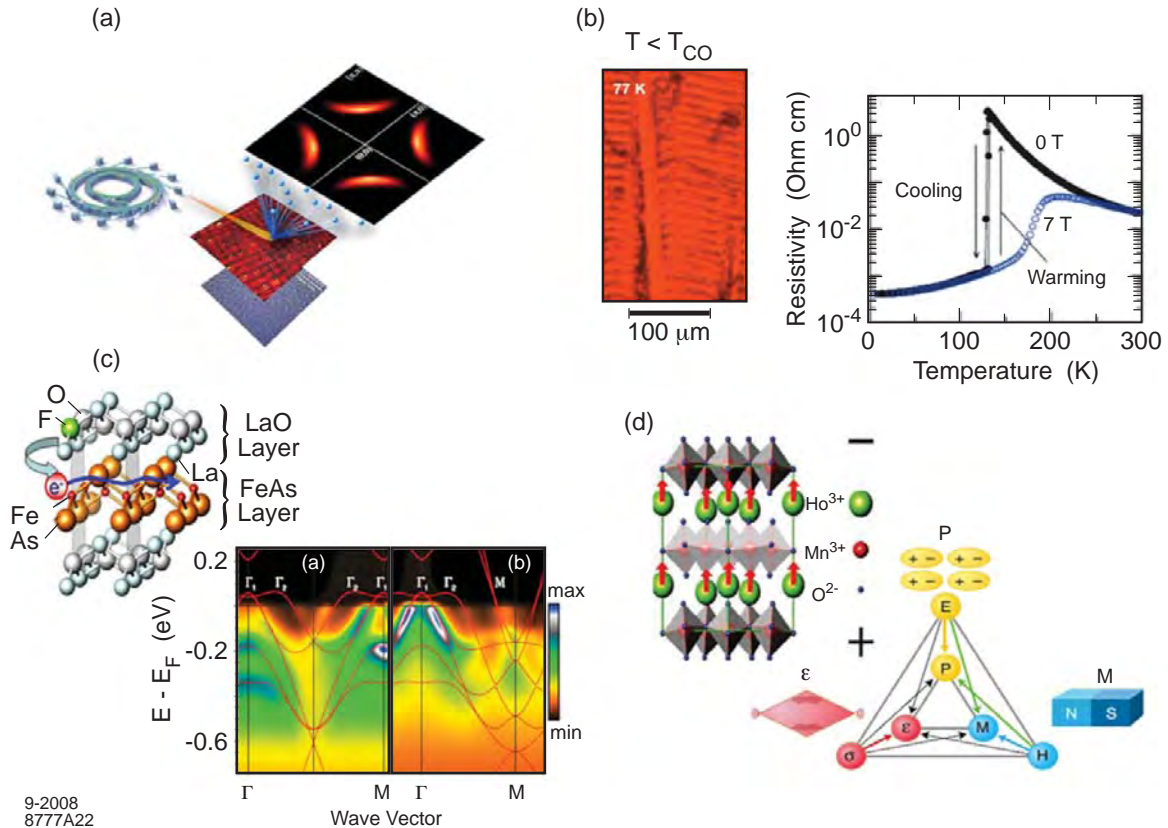 (a)
(b)
T < T_CO
77 K
100 μm
Resistivity (Ohm cm)
10^0
10^-2
10^-4
0 T
7 T
Cooling
Warming
0
100
200
300
Temperature (K)
(c)
O
F
LaO
Layer
La
e-
FeAs
Layer
Fe
As
0.2
-0.2
-0.6
E - E_F (eV)
(a)
(b)
Γ₁
Γ₂
Γ₂
Γ₁
Γ₁
Γ₂
M
max
min
Γ
M
Γ
M
Wave Vector
(d)
−
Ho³⁺
Mn³⁺
O²⁻
+
P
+ − + −
+ − + −
E
P
ε
M
N S
ε
M
σ
H
9-2008
8777A22